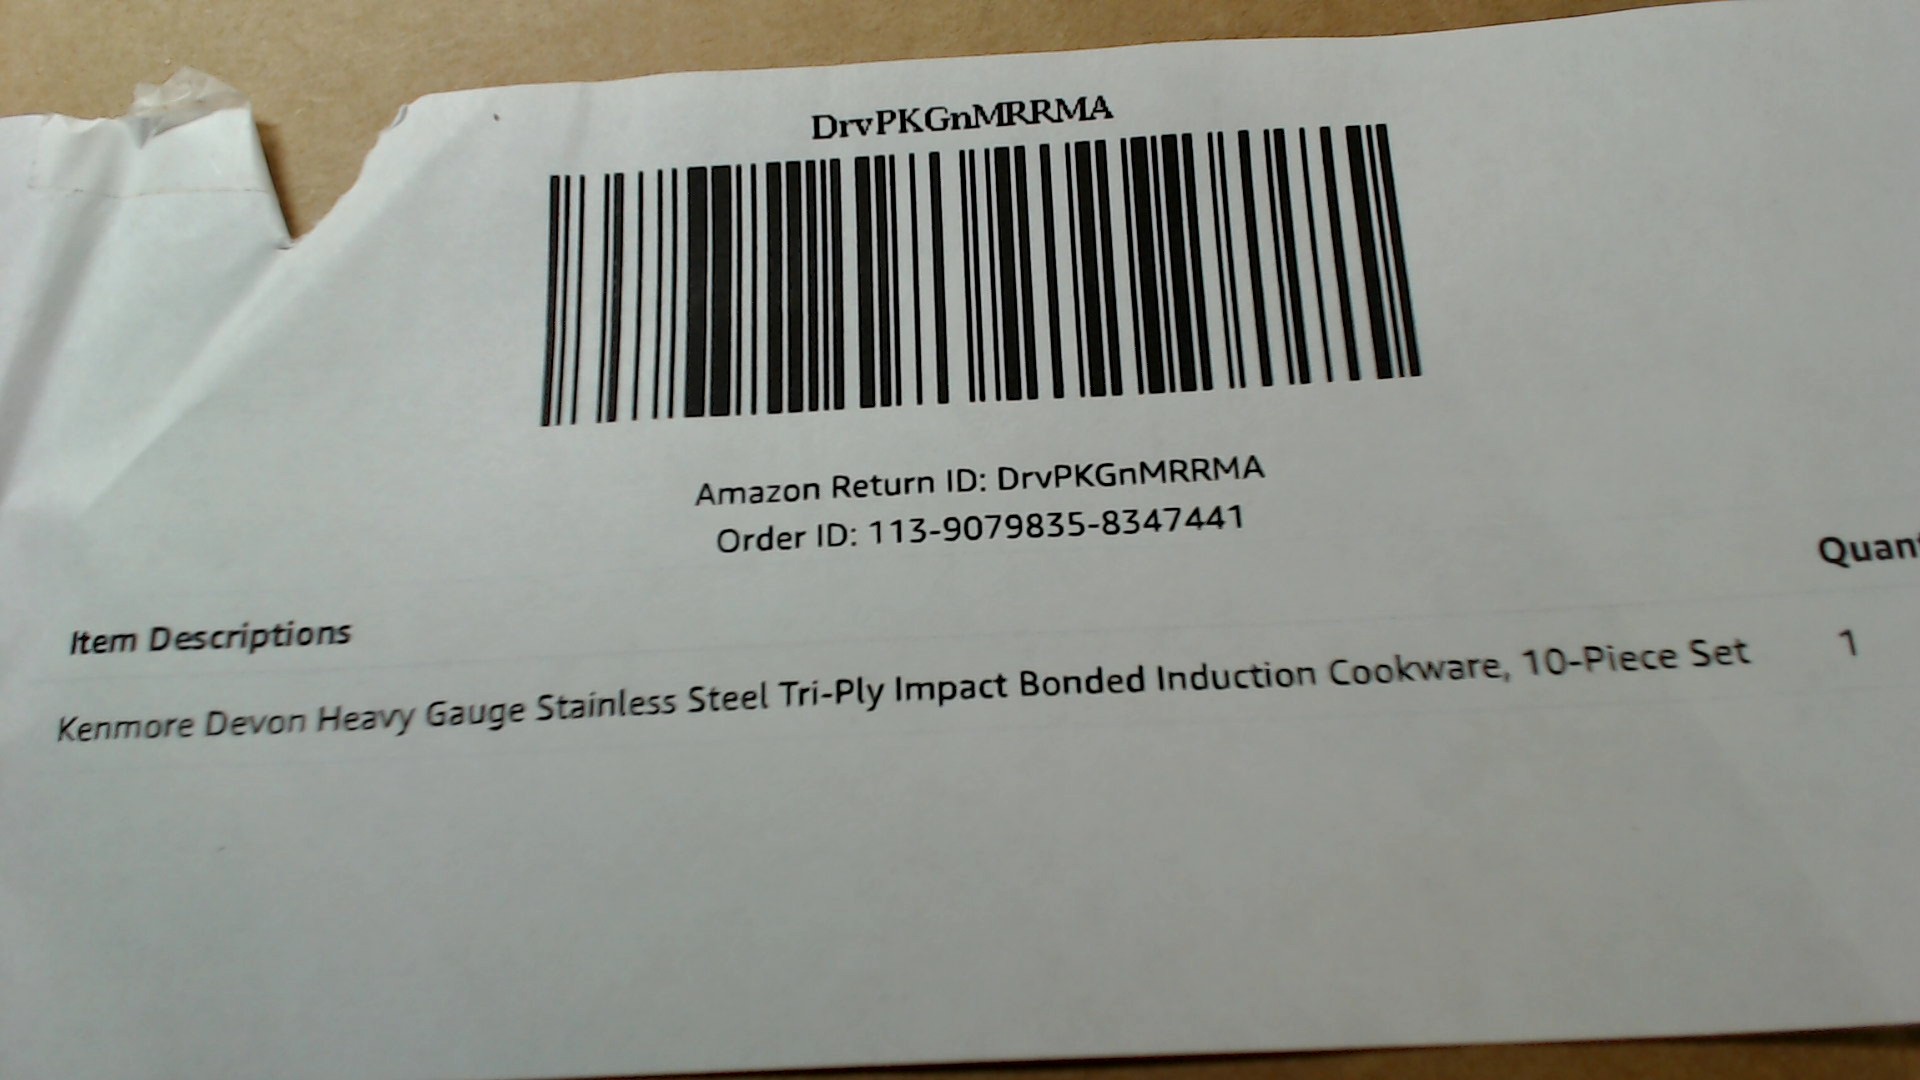 DrvPKGnMRRMA
Amazon Return ID: DrvPKGnMRRMA
Order ID: 113-9079835-8347441
Item Descriptions Quant
Kenmore Devon Heavy Gauge Stainless Steel Tri-Ply Impact Bonded Induction Cookware, 10-Piece Set 1